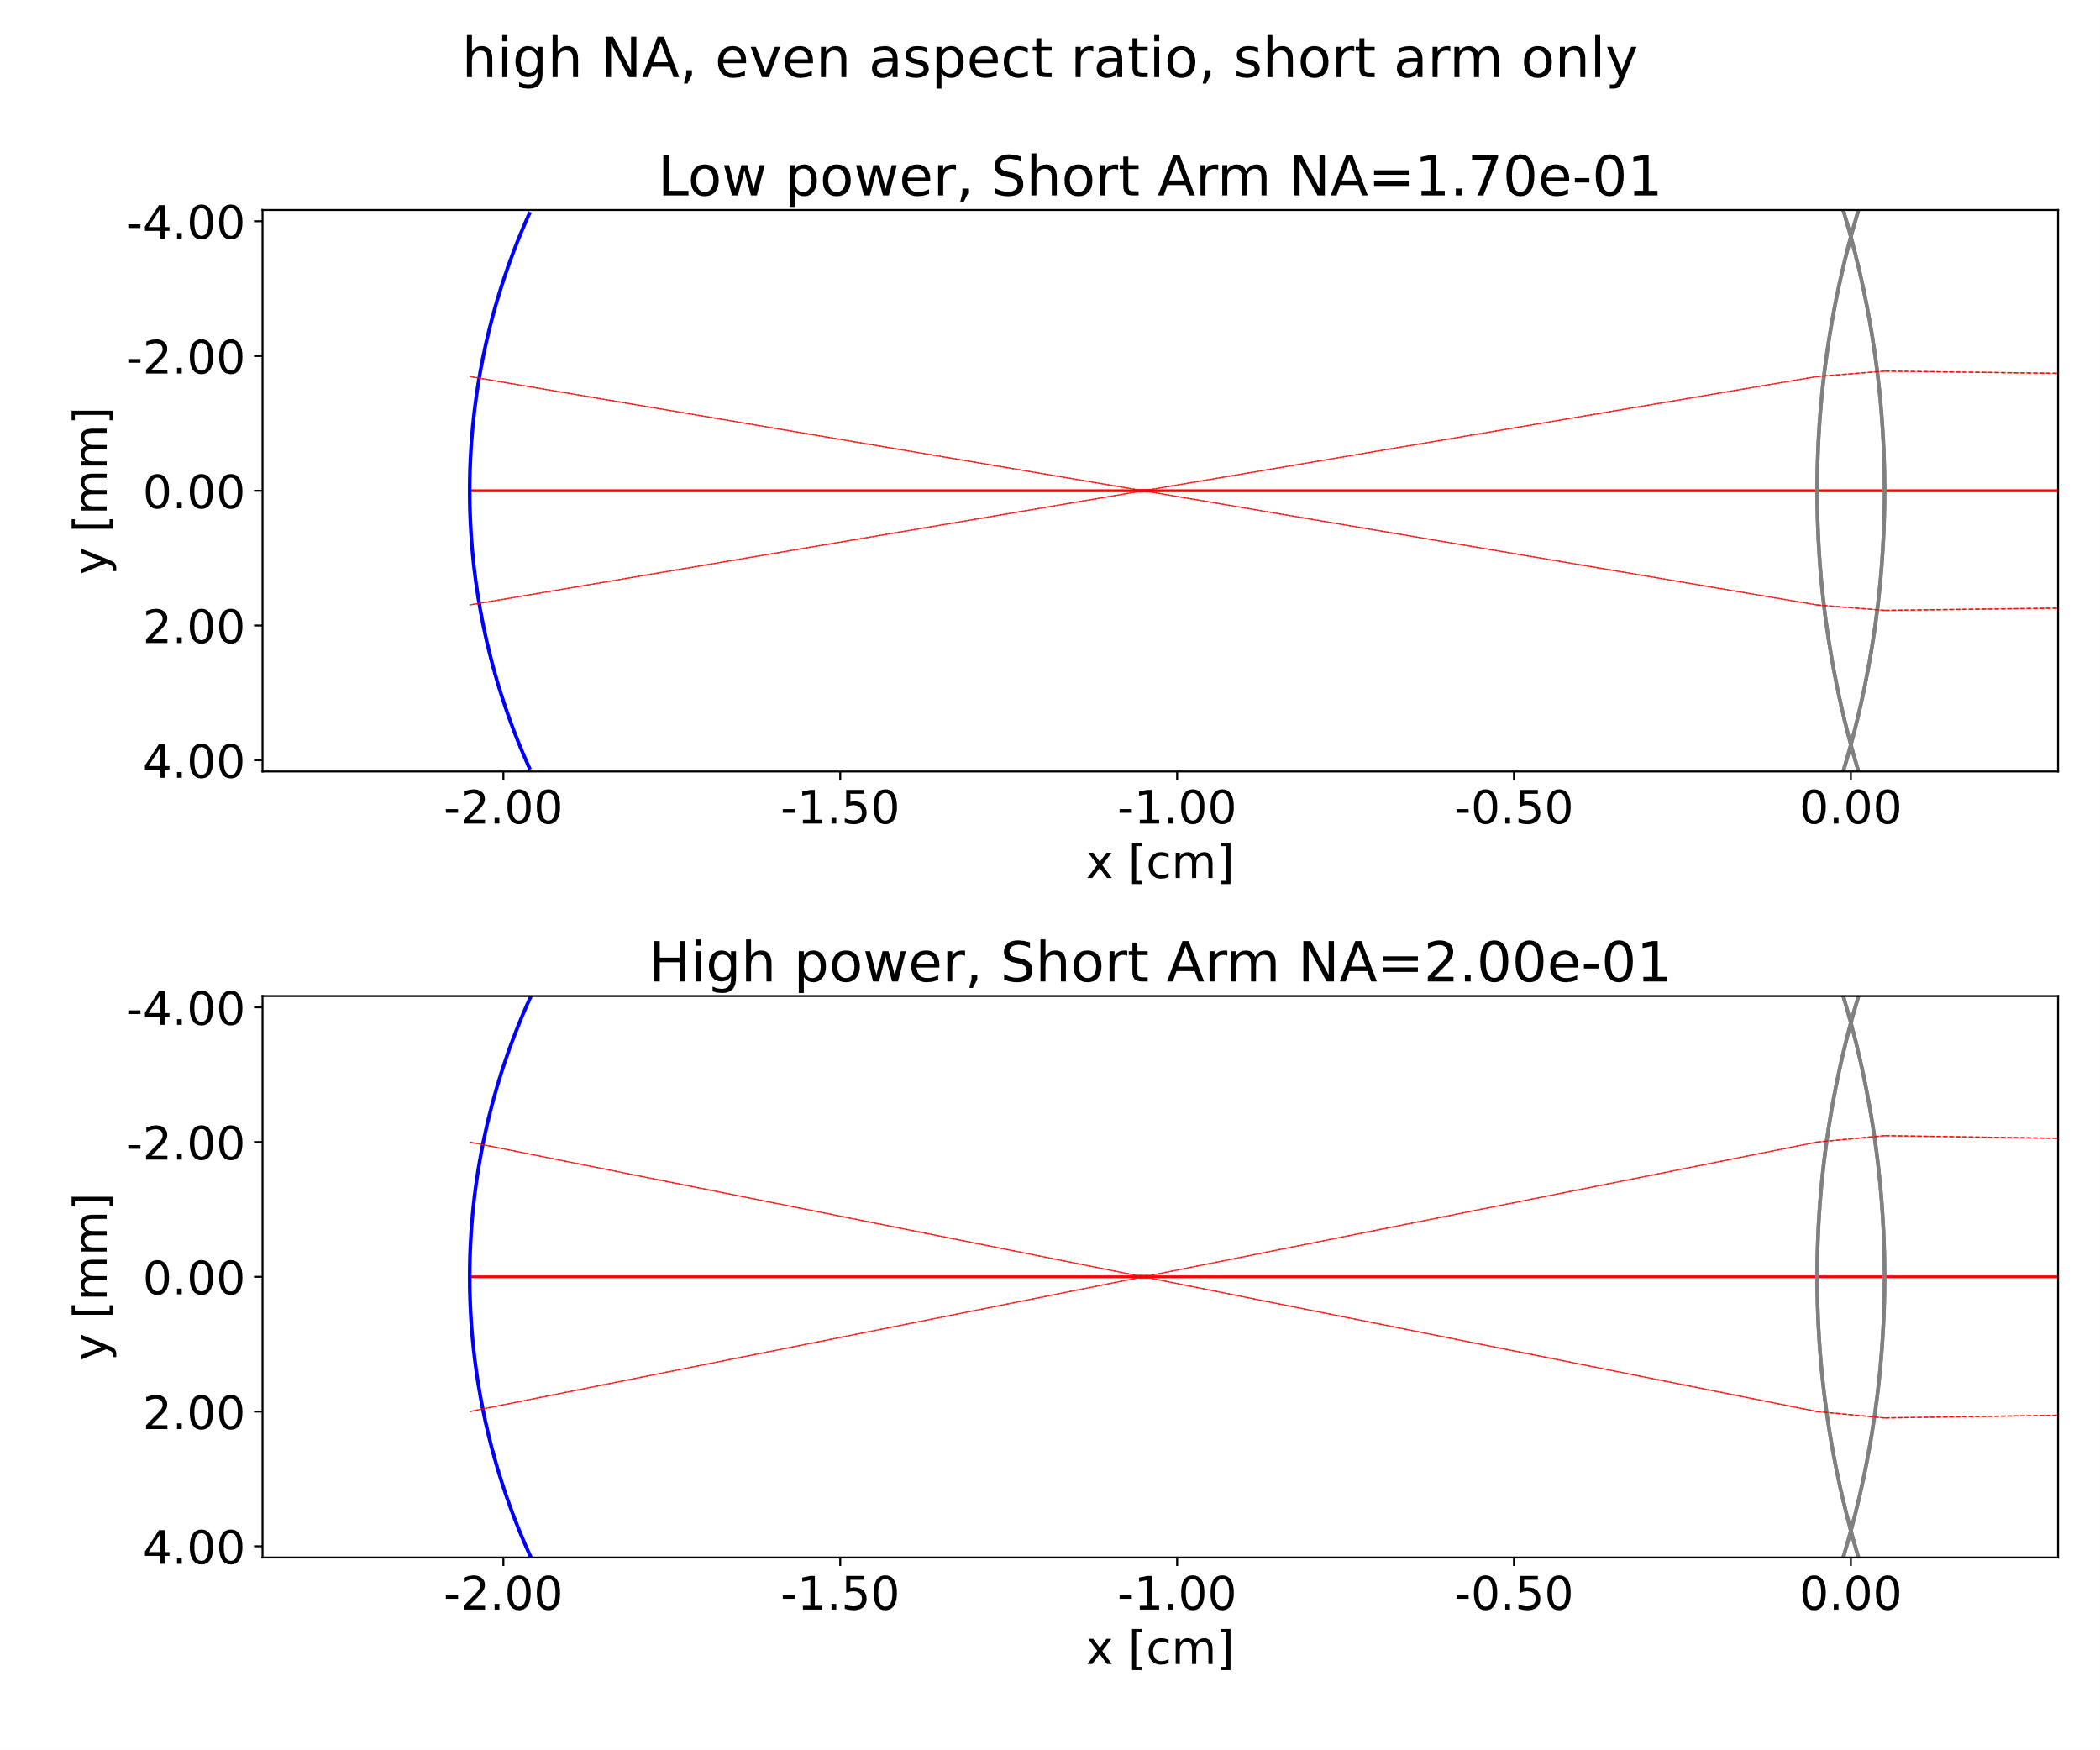 high NA, even aspect ratio, short arm only
Low power, Short Arm NA=1.70e-01
-4.00
-2.00
0.00
2.00
4.00
y [mm]
-2.00 -1.50 -1.00 -0.50 0.00
x [cm]
High power, Short Arm NA=2.00e-01
-4.00
-2.00
0.00
2.00
4.00
y [mm]
-2.00 -1.50 -1.00 -0.50 0.00
x [cm]